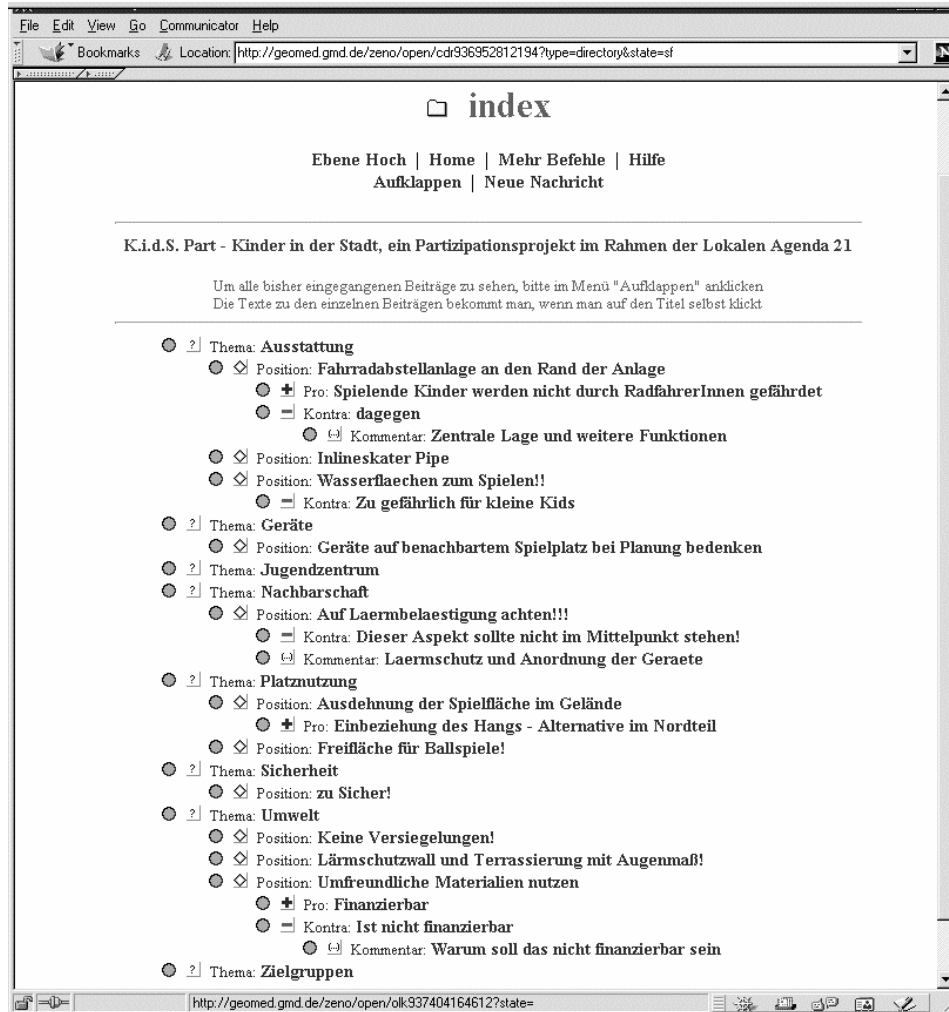 File Edit View Go Communicator Help
Bookmarks Location: http://geomed.gmd.de/zeno/open/cdr936952812194?type=directory&state=sf
index
Ebene Hoch | Home | Mehr Befehle | Hilfe
Aufklappen | Neue Nachricht
K.i.d.S. Part - Kinder in der Stadt, ein Partizipationsprojekt im Rahmen der Lokalen Agenda 21
Um alle bisher eingegangenen Beiträge zu sehen, bitte im Menü "Aufklappen" anklicken
Die Texte zu den einzelnen Beiträgen bekommt man, wenn man auf den Titel selbst klickt
? Thema: Ausstattung
Position: Fahrradabstellanlage an den Rand der Anlage
+ Pro: Spielende Kinder werden nicht durch RadfahrerInnen gefährdet
- Kontra: dagegen
Kommentar: Zentrale Lage und weitere Funktionen
Position: Inlineskater Pipe
Position: Wasserflaechen zum Spielen!!
- Kontra: Zu gefährlich für kleine Kids
? Thema: Geräte
Position: Geräte auf benachbartem Spielplatz bei Planung bedenken
? Thema: Jugendzentrum
? Thema: Nachbarschaft
Position: Auf Laermbelaestigung achten!!!
- Kontra: Dieser Aspekt sollte nicht im Mittelpunkt stehen!
Kommentar: Laermschutz und Anordnung der Geraete
? Thema: Platznutzung
Position: Ausdehnung der Spielfläche im Gelände
+ Pro: Einbeziehung des Hangs - Alternative im Nordteil
Position: Freifläche für Ballspiele!
? Thema: Sicherheit
Position: zu Sicher!
? Thema: Umwelt
Position: Keine Versiegelungen!
Position: Lärmschutzwall und Terrassierung mit Augenmaß!
Position: Umfreundliche Materialien nutzen
+ Pro: Finanzierbar
- Kontra: Ist nicht finanzierbar
Kommentar: Warum soll das nicht finanzierbar sein
? Thema: Zielgruppen
http://geomed.gmd.de/zeno/open/olk937404164612?state=